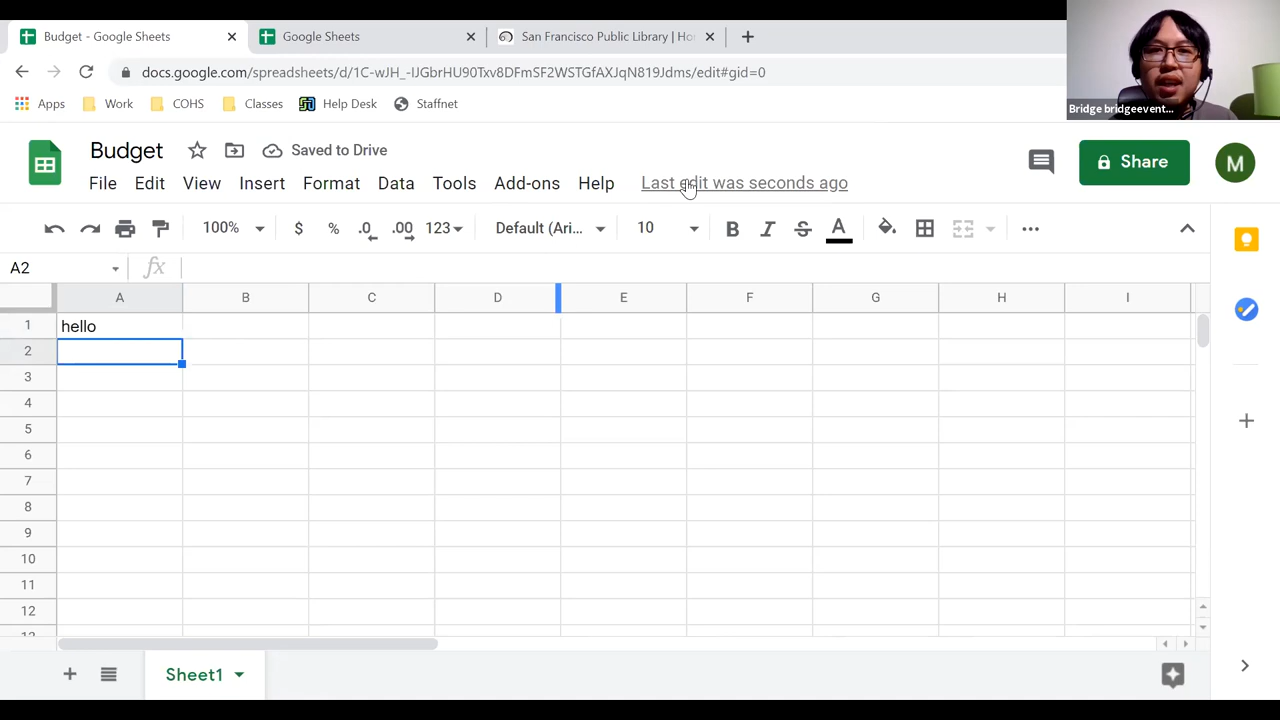 Budget - Google Sheets
Google Sheets
San Francisco Public Library | Ho
docs.google.com/spreadsheets/d/1C-wJH_-IJGbrHU9DPtv8DFmSF2WSTGfAXJqN819Jdms/edit#gid=0
Apps Work COHS Classes Help Desk Staffnet
Bridge bridgeevent...
Budget Saved to Drive
Share M
File Edit View Insert Format Data Tools Add-ons Help Last edit was seconds ago
100% $ % .0 .00 123 Default (Ari... 10 B I S A
A2 fx
A B C D E F G H I
1 hello
2
3
4
5
6
7
8
9
10
11
12
Sheet1